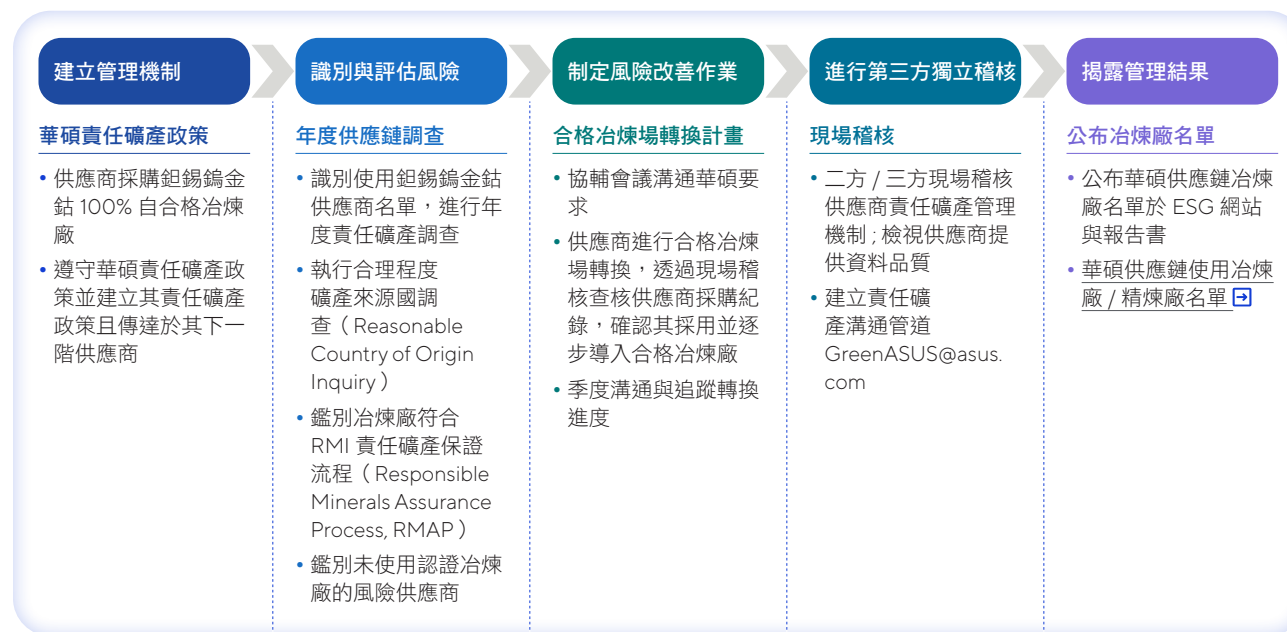 建立管理機制
識別與評估風險
制定風險改善作業
進行第三方獨立稽核
揭露管理結果
華碩責任礦產政策
• 供應商採購鉭錫鎢金
鈷 100% 自合格冶煉
廠
• 遵守華碩責任礦產政
策並建立其責任礦產
政策且傳達於其下一
階供應商
年度供應鏈調查
• 識別使用鉭錫鎢金鈷
供應商名單，進行年
度責任礦產調查
• 執行合理程度
礦產來源國調
查（Reasonable
Country of Origin
Inquiry）
• 鑑別冶煉廠符合
RMI 責任礦產保證
流程（Responsible
Minerals Assurance
Process, RMAP）
• 鑑別未使用認證冶煉
廠的風險供應商
合格冶煉場轉換計畫
• 協輔會議溝通華碩要
求
• 供應商進行合格冶煉
場轉換，透過現場稽
核查核供應商採購紀
錄，確認其採用並逐
步導入合格冶煉廠
• 季度溝通與追蹤轉換
進度
現場稽核
• 二方 / 三方現場稽核
供應商責任礦產管理
機制 ; 檢視供應商提
供資料品質
• 建立責任礦
產溝通管道
GreenASUS@asus.
com
公布冶煉廠名單
• 公布華碩供應鏈冶煉
廠名單於 ESG 網站
與報告書
• 華碩供應鏈使用冶煉
廠 / 精煉廠名單